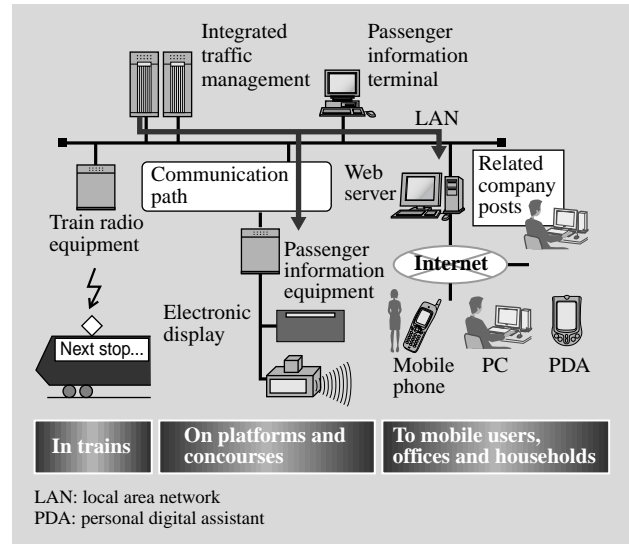 Integrated
traffic
management
Passenger
information
terminal
LAN
Communication
path
Web
server
Related
company
posts
Train radio
equipment
Passenger
information
equipment
Internet
Electronic
display
Next stop...
Mobile
phone
PC
PDA
In trains
On platforms and
concourses
To mobile users,
offices and households
LAN: local area network
PDA: personal digital assistant